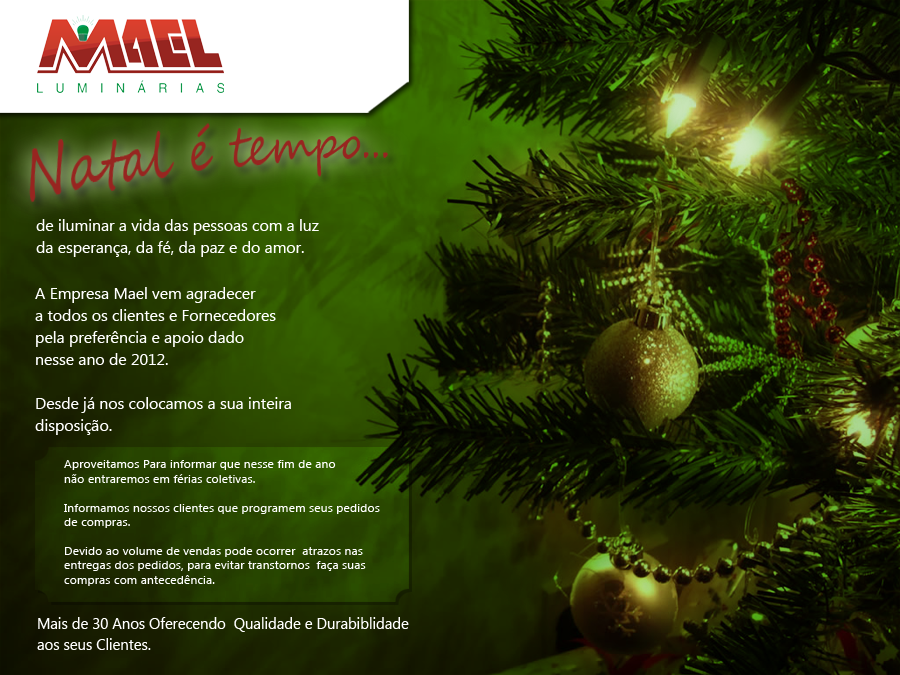 MAEL
LUMINÁRIAS
Natal é tempo...
de iluminar a vida das pessoas com a luz
da esperança, da fé, da paz e do amor.
A Empresa Mael vem agradecer
a todos os clientes e Fornecedores
pela preferência e apoio dado
nesse ano de 2012.
Desde já nos colocamos a sua inteira
disposição.
Aproveitamos Para informar que nesse fim de ano
não entraremos em férias coletivas.
Informamos nossos clientes que programem seus pedidos
de compras.
Devido ao volume de vendas pode ocorrer atrazos nas
entregas dos pedidos, para evitar transtornos faça suas
compras com antecedência.
Mais de 30 Anos Oferecendo Qualidade e Durabiblidade
aos seus Clientes.